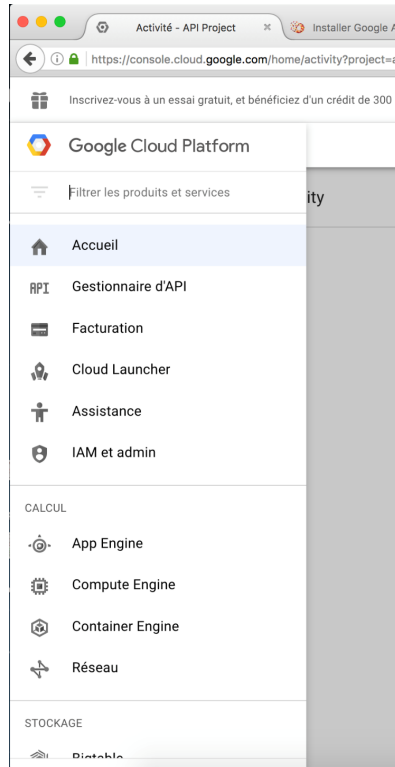 Activité - API Project
Installer Google A
https://console.cloud.google.com/home/activity?project=a
Inscrivez-vous à un essai gratuit, et bénéficiez d'un crédit de 300
Google Cloud Platform
Filtrer les produits et services
ity
Accueil
API Gestionnaire d'API
Facturation
Cloud Launcher
Assistance
IAM et admin
CALCUL
App Engine
Compute Engine
Container Engine
Réseau
STOCKAGE
Bigtable